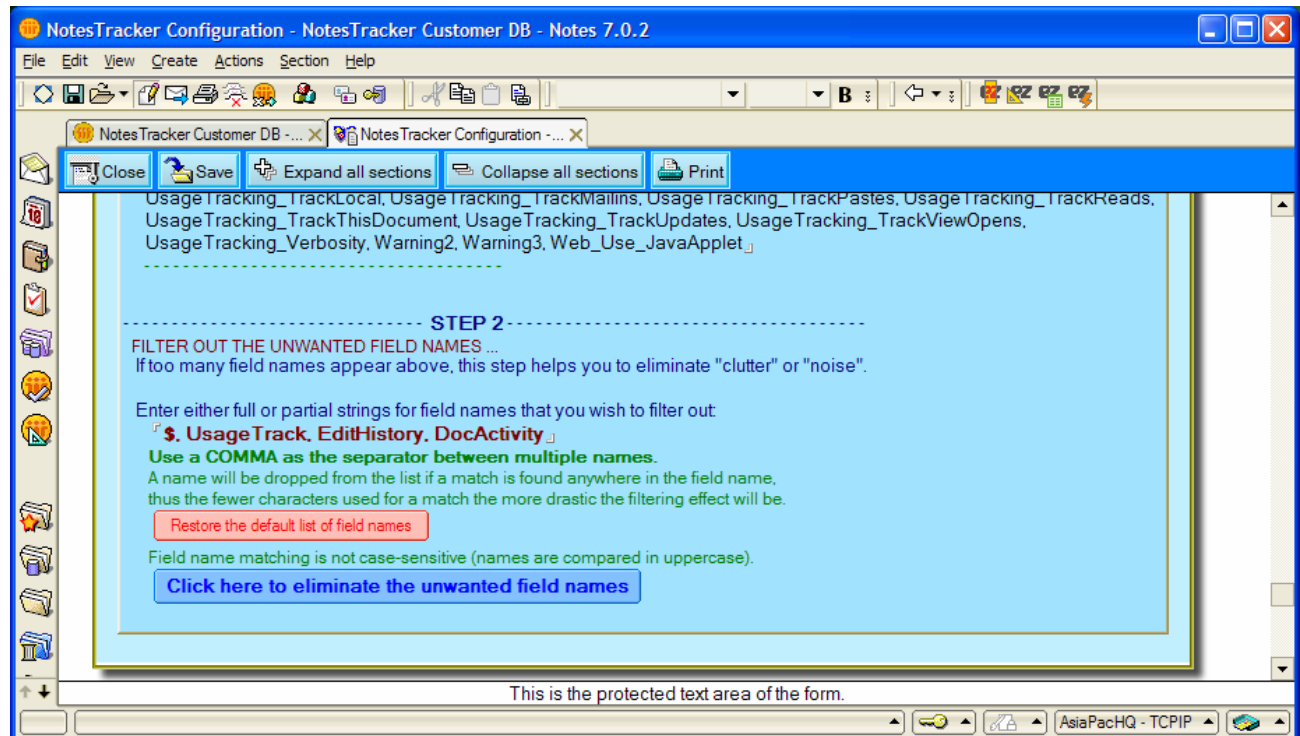 NotesTracker Configuration - NotesTracker Customer DB - Notes 7.0.2
File Edit View Create Actions Section Help
B
NotesTracker Customer DB -... NotesTracker Configuration -...
Close Save Expand all sections Collapse all sections Print
UsageTracking_TrackLocal, UsageTracking_TrackMailIns, UsageTracking_TrackPastes, UsageTracking_TrackReads,
UsageTracking_TrackThisDocument, UsageTracking_TrackUpdates, UsageTracking_TrackViewOpens,
UsageTracking_Verbosity, Warning2, Warning3, Web_Use_JavaApplet
------------------------------------
------------------------------- STEP 2-------------------------------------
FILTER OUT THE UNWANTED FIELD NAMES ...
If too many field names appear above, this step helps you to eliminate "clutter" or "noise".
Enter either full or partial strings for field names that you wish to filter out:
$, UsageTrack, EditHistory, DocActivity
Use a COMMA as the separator between multiple names.
A name will be dropped from the list if a match is found anywhere in the field name,
thus the fewer characters used for a match the more drastic the filtering effect will be.
Restore the default list of field names
Field name matching is not case-sensitive (names are compared in uppercase).
Click here to eliminate the unwanted field names
This is the protected text area of the form.
AsiaPacHQ - TCPIP